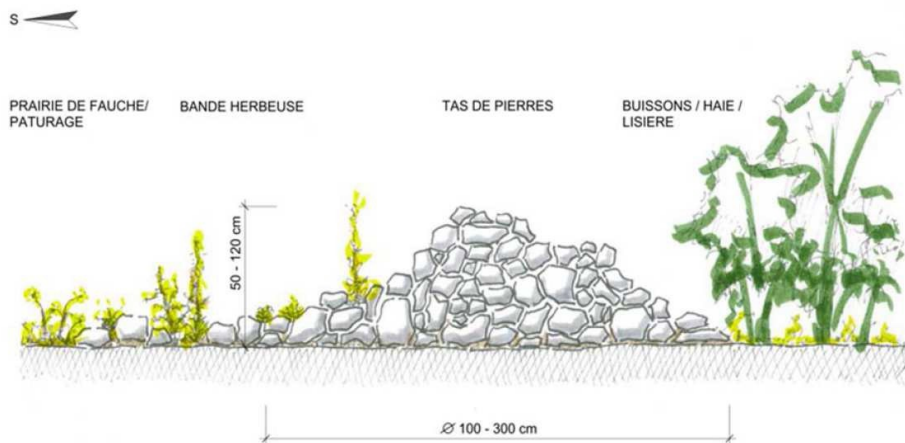 S
PRAIRIE DE FAUCHE/
PATURAGE
BANDE HERBEUSE
TAS DE PIERRES
BUISSONS / HAIE /
LISIERE
50 - 120 cm
Ø 100 - 300 cm